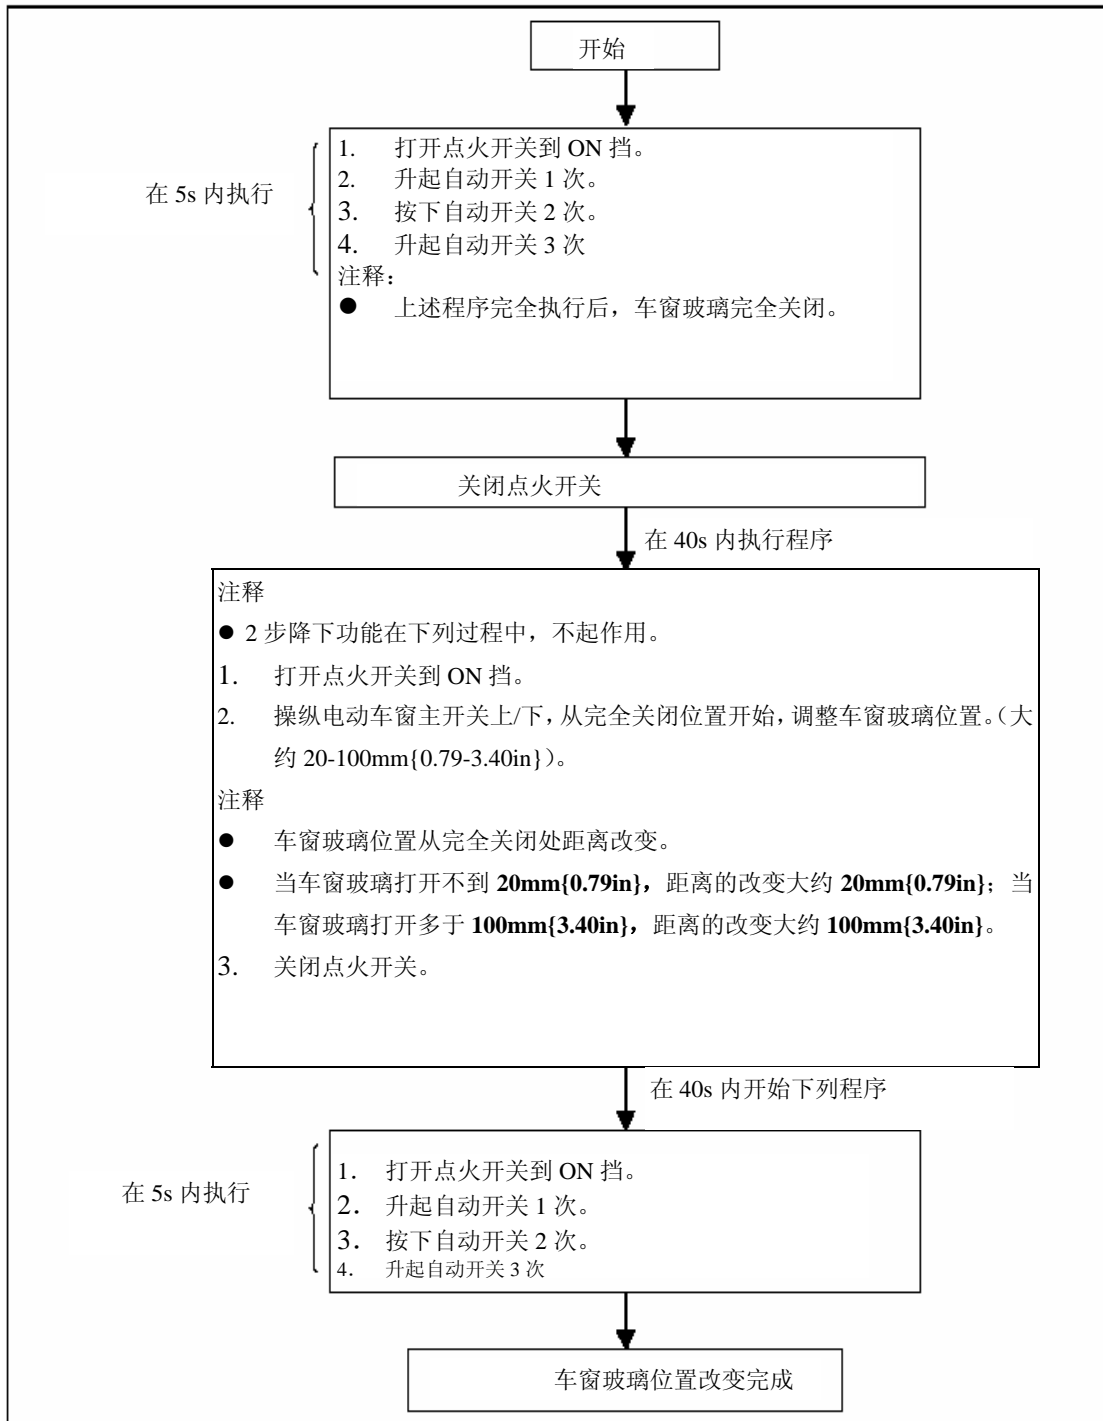 开始
在 5s 内执行
1. 打开点火开关到 ON 挡。
2. 升起自动开关 1 次。
3. 按下自动开关 2 次。
4. 升起自动开关 3 次
注释：
● 上述程序完全执行后，车窗玻璃完全关闭。
关闭点火开关
在 40s 内执行程序
注释
● 2 步降下功能在下列过程中，不起作用。
1. 打开点火开关到 ON 挡。
2. 操纵电动车窗主开关上/下，从完全关闭位置开始，调整车窗玻璃位置。（大
约 20-100mm{0.79-3.40in}）。
注释
● 车窗玻璃位置从完全关闭处距离改变。
● 当车窗玻璃打开不到 20mm{0.79in}，距离的改变大约 20mm{0.79in}；当
车窗玻璃打开多于 100mm{3.40in}，距离的改变大约 100mm{3.40in}。
3. 关闭点火开关。
在 40s 内开始下列程序
在 5s 内执行
1. 打开点火开关到 ON 挡。
2. 升起自动开关 1 次。
3. 按下自动开关 2 次。
4. 升起自动开关 3 次
车窗玻璃位置改变完成